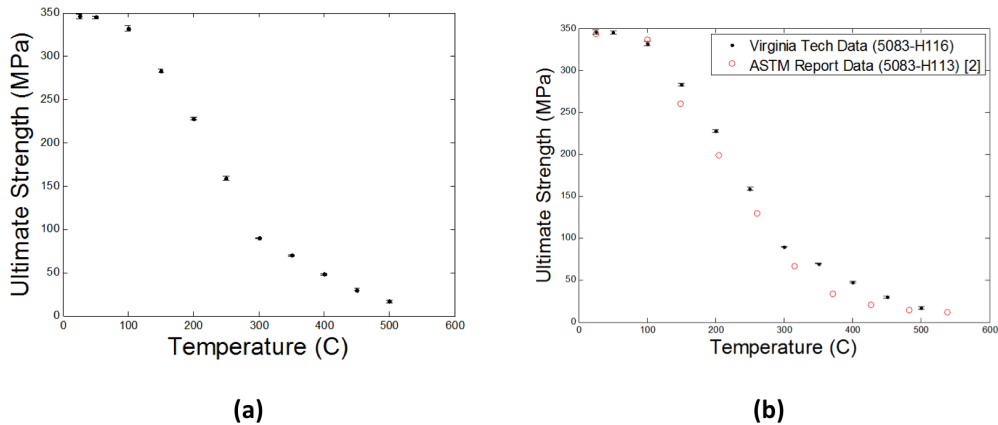 350
300
250
200
150
100
50
0
Ultimate Strength (MPa)
0 100 200 300 400 500 600
Temperature (C)
(a)
350
300
250
200
150
100
50
0
Ultimate Strength (MPa)
Virginia Tech Data (5083-H116)
ASTM Report Data (5083-H113) [2]
0 100 200 300 400 500 600
Temperature (C)
(b)